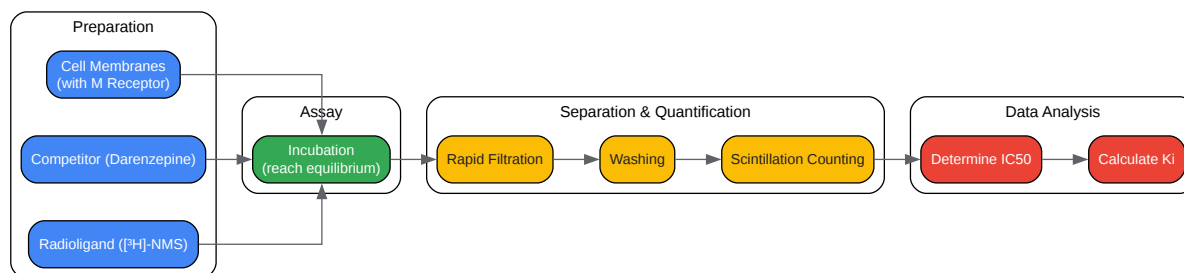 Preparation
Cell Membranes
(with M Receptor)
Competitor (Darenzepine)
Radioligand ([³H]-NMS)
Assay
Incubation
(reach equilibrium)
Separation & Quantification
Rapid Filtration
Washing
Scintillation Counting
Data Analysis
Determine IC50
Calculate Ki